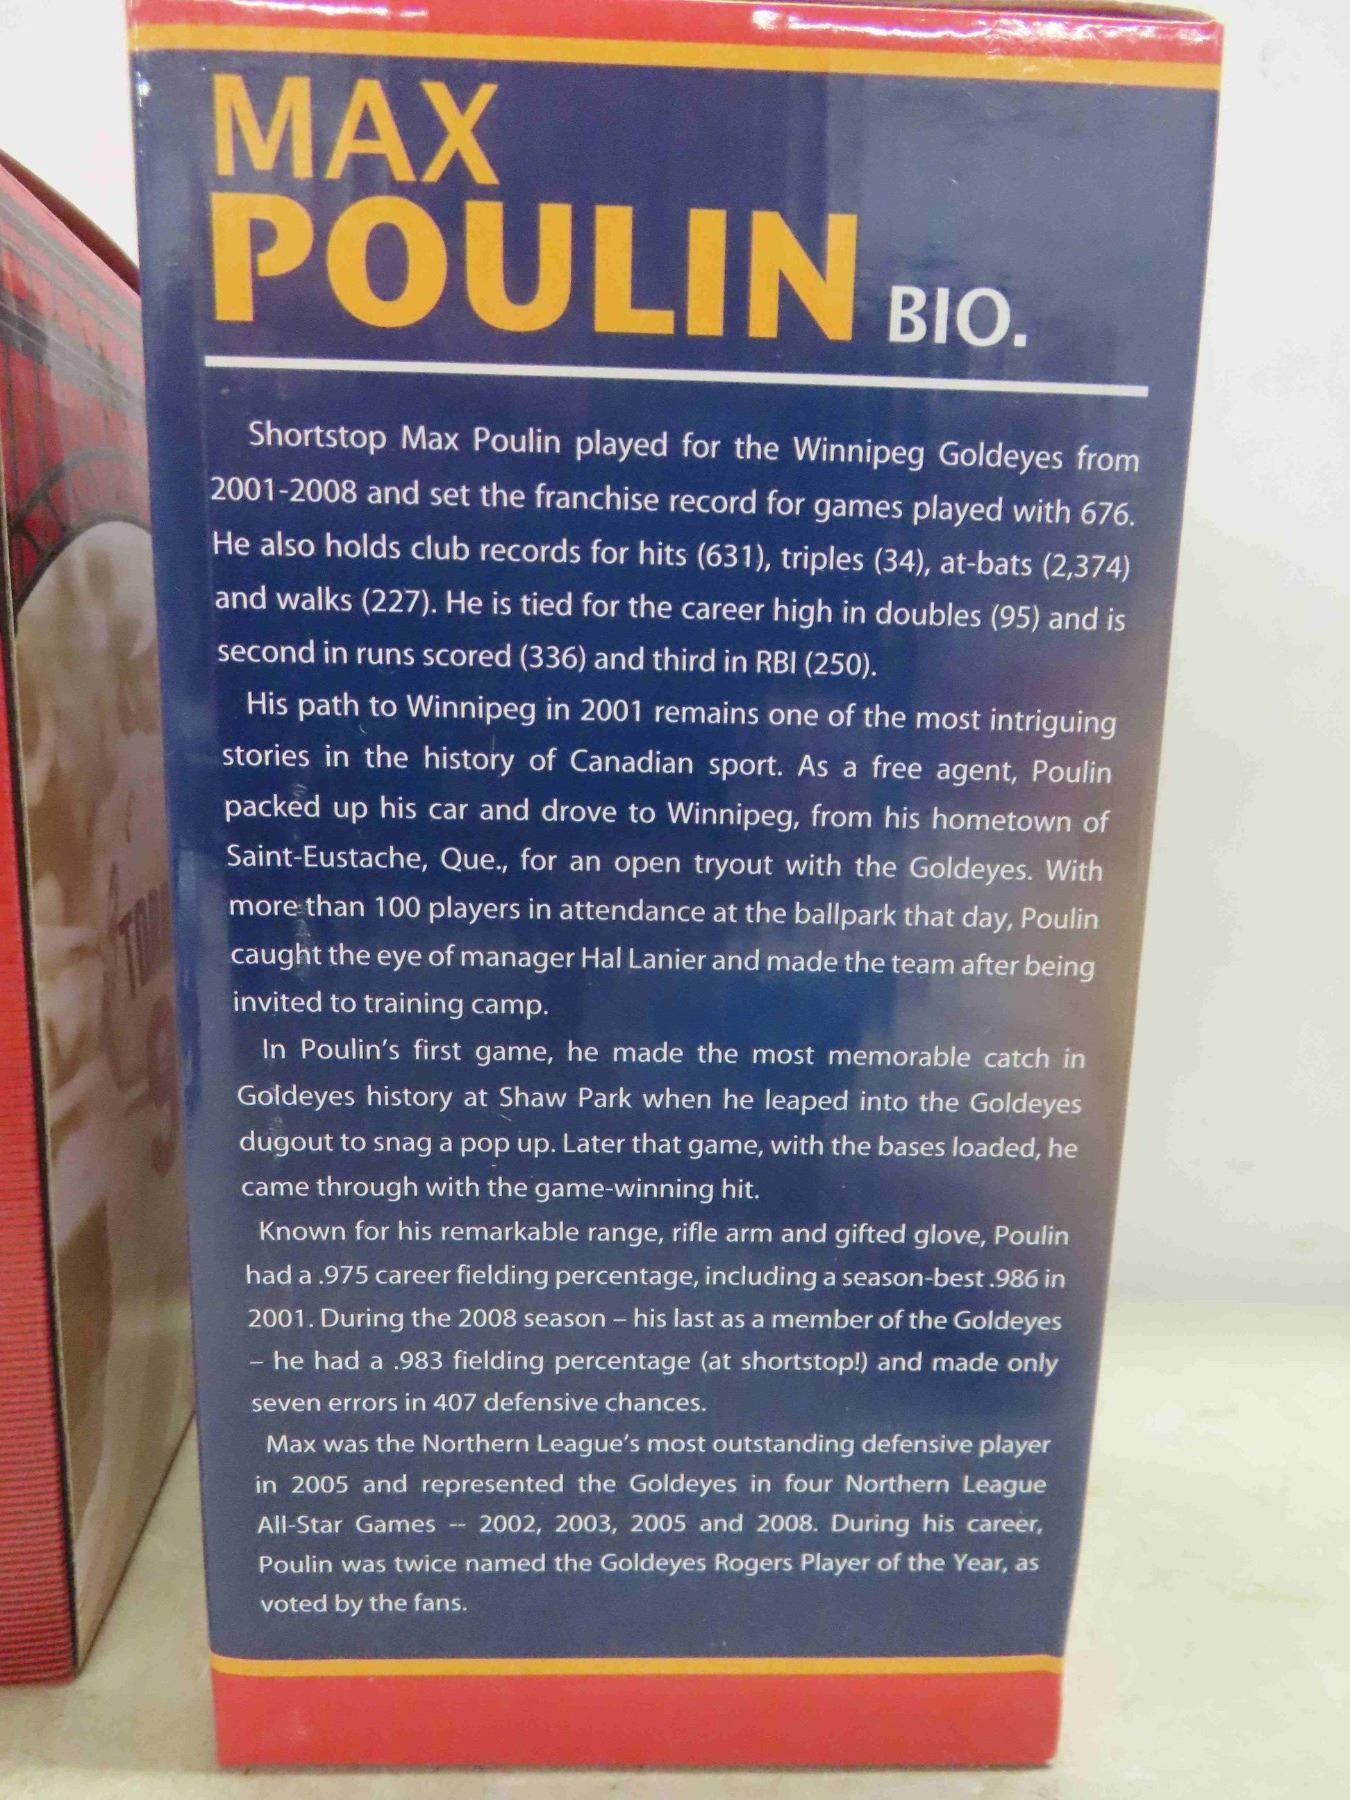 MAX
POULIN BIO.
Shortstop Max Poulin played for the Winnipeg Goldeyes from
2001-2008 and set the franchise record for games played with 676.
He also holds club records for hits (631), triples (34), at-bats (2,374)
and walks (227). He is tied for the career high in doubles (95) and is
second in runs scored (336) and third in RBI (250).
His path to Winnipeg in 2001 remains one of the most intriguing
stories in the history of Canadian sport. As a free agent, Poulin
packed up his car and drove to Winnipeg, from his hometown of
Saint-Eustache, Que., for an open tryout with the Goldeyes. With
more than 100 players in attendance at the ballpark that day, Poulin
caught the eye of manager Hal Lanier and made the team after being
invited to training camp.
In Poulin's first game, he made the most memorable catch in
Goldeyes history at Shaw Park when he leaped into the Goldeyes
dugout to snag a pop up. Later that game, with the bases loaded, he
came through with the game-winning hit.
Known for his remarkable range, rifle arm and gifted glove, Poulin
had a .975 career fielding percentage, including a season-best .986 in
2001. During the 2008 season – his last as a member of the Goldeyes
– he had a .983 fielding percentage (at shortstop!) and made only
seven errors in 407 defensive chances.
Max was the Northern League's most outstanding defensive player
in 2005 and represented the Goldeyes in four Northern League
All-Star Games -- 2002, 2003, 2005 and 2008. During his career,
Poulin was twice named the Goldeyes Rogers Player of the Year, as
voted by the fans.